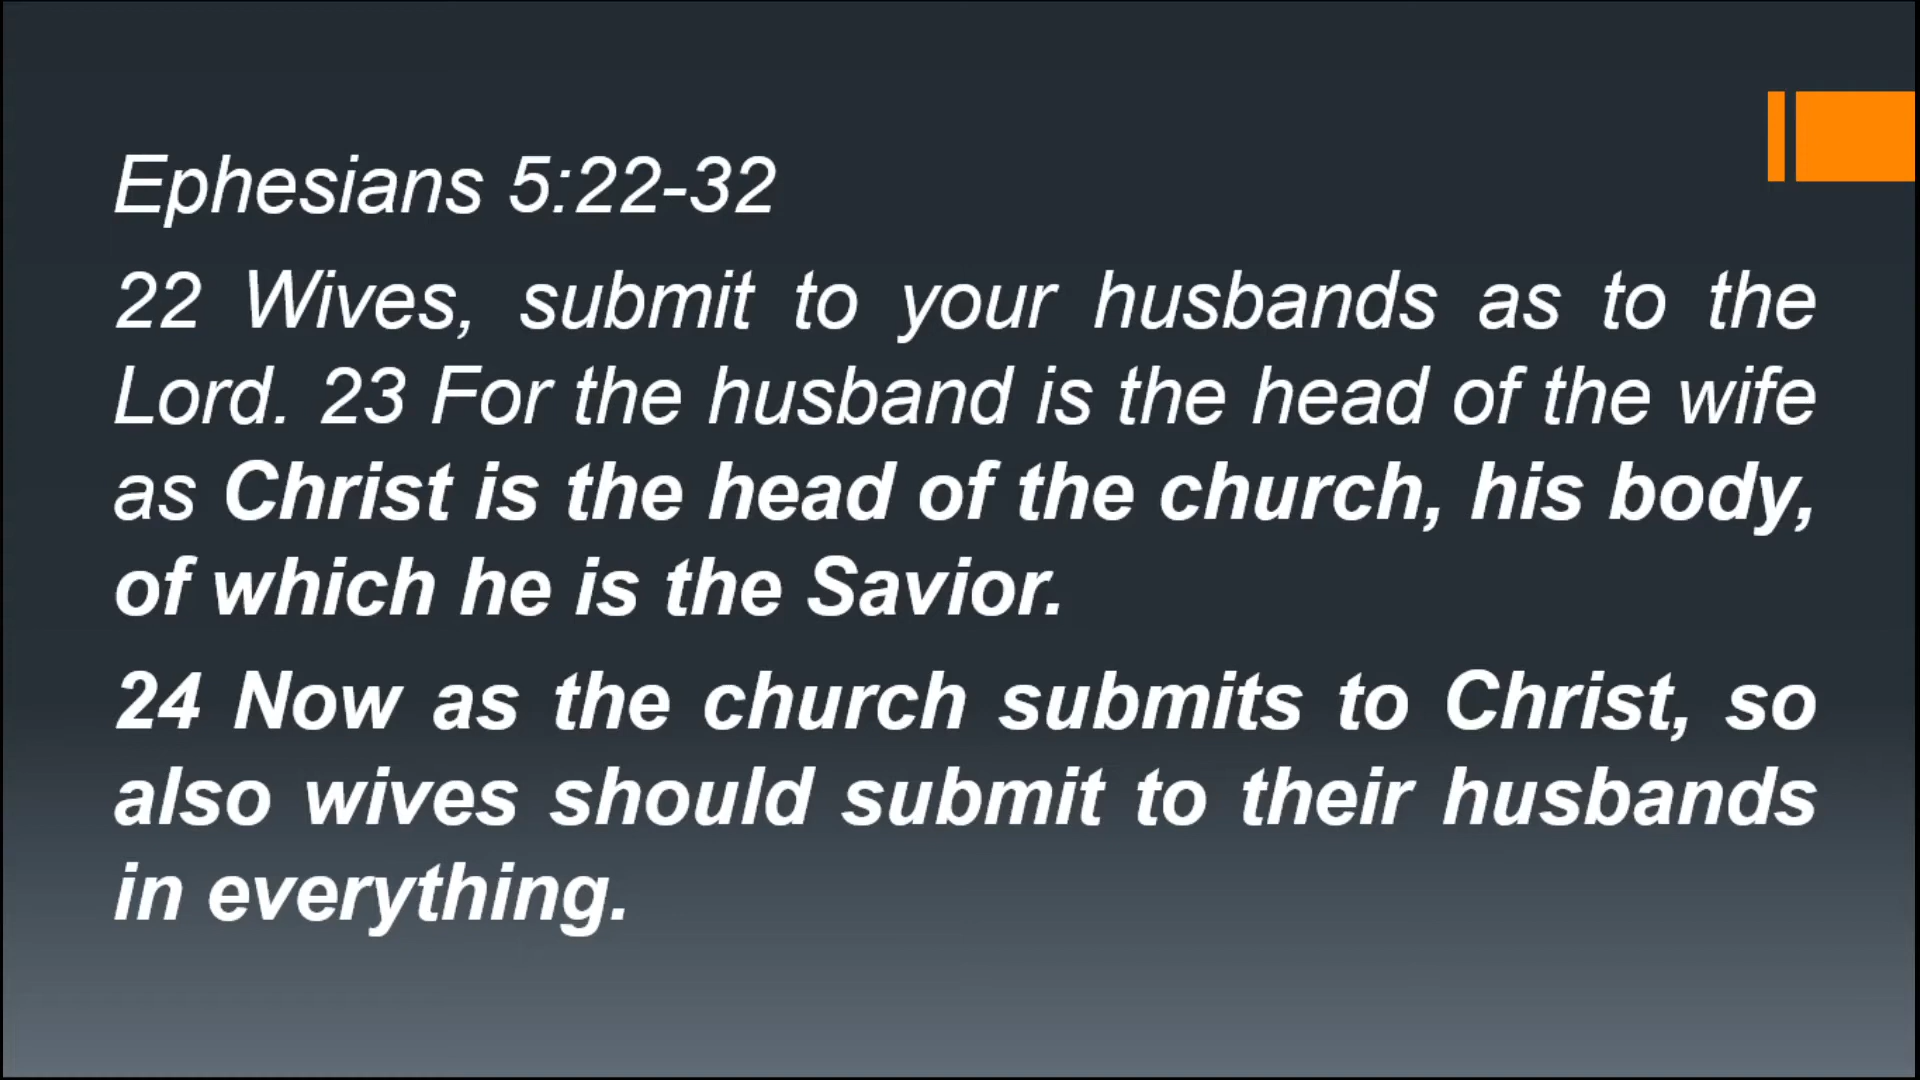 Ephesians 5:22-32
22 Wives, submit to your husbands as to the
Lord. 23 For the husband is the head of the wife
as Christ is the head of the church, his body,
of which he is the Savior.
24 Now as the church submits to Christ, so
also wives should submit to their husbands
in everything.